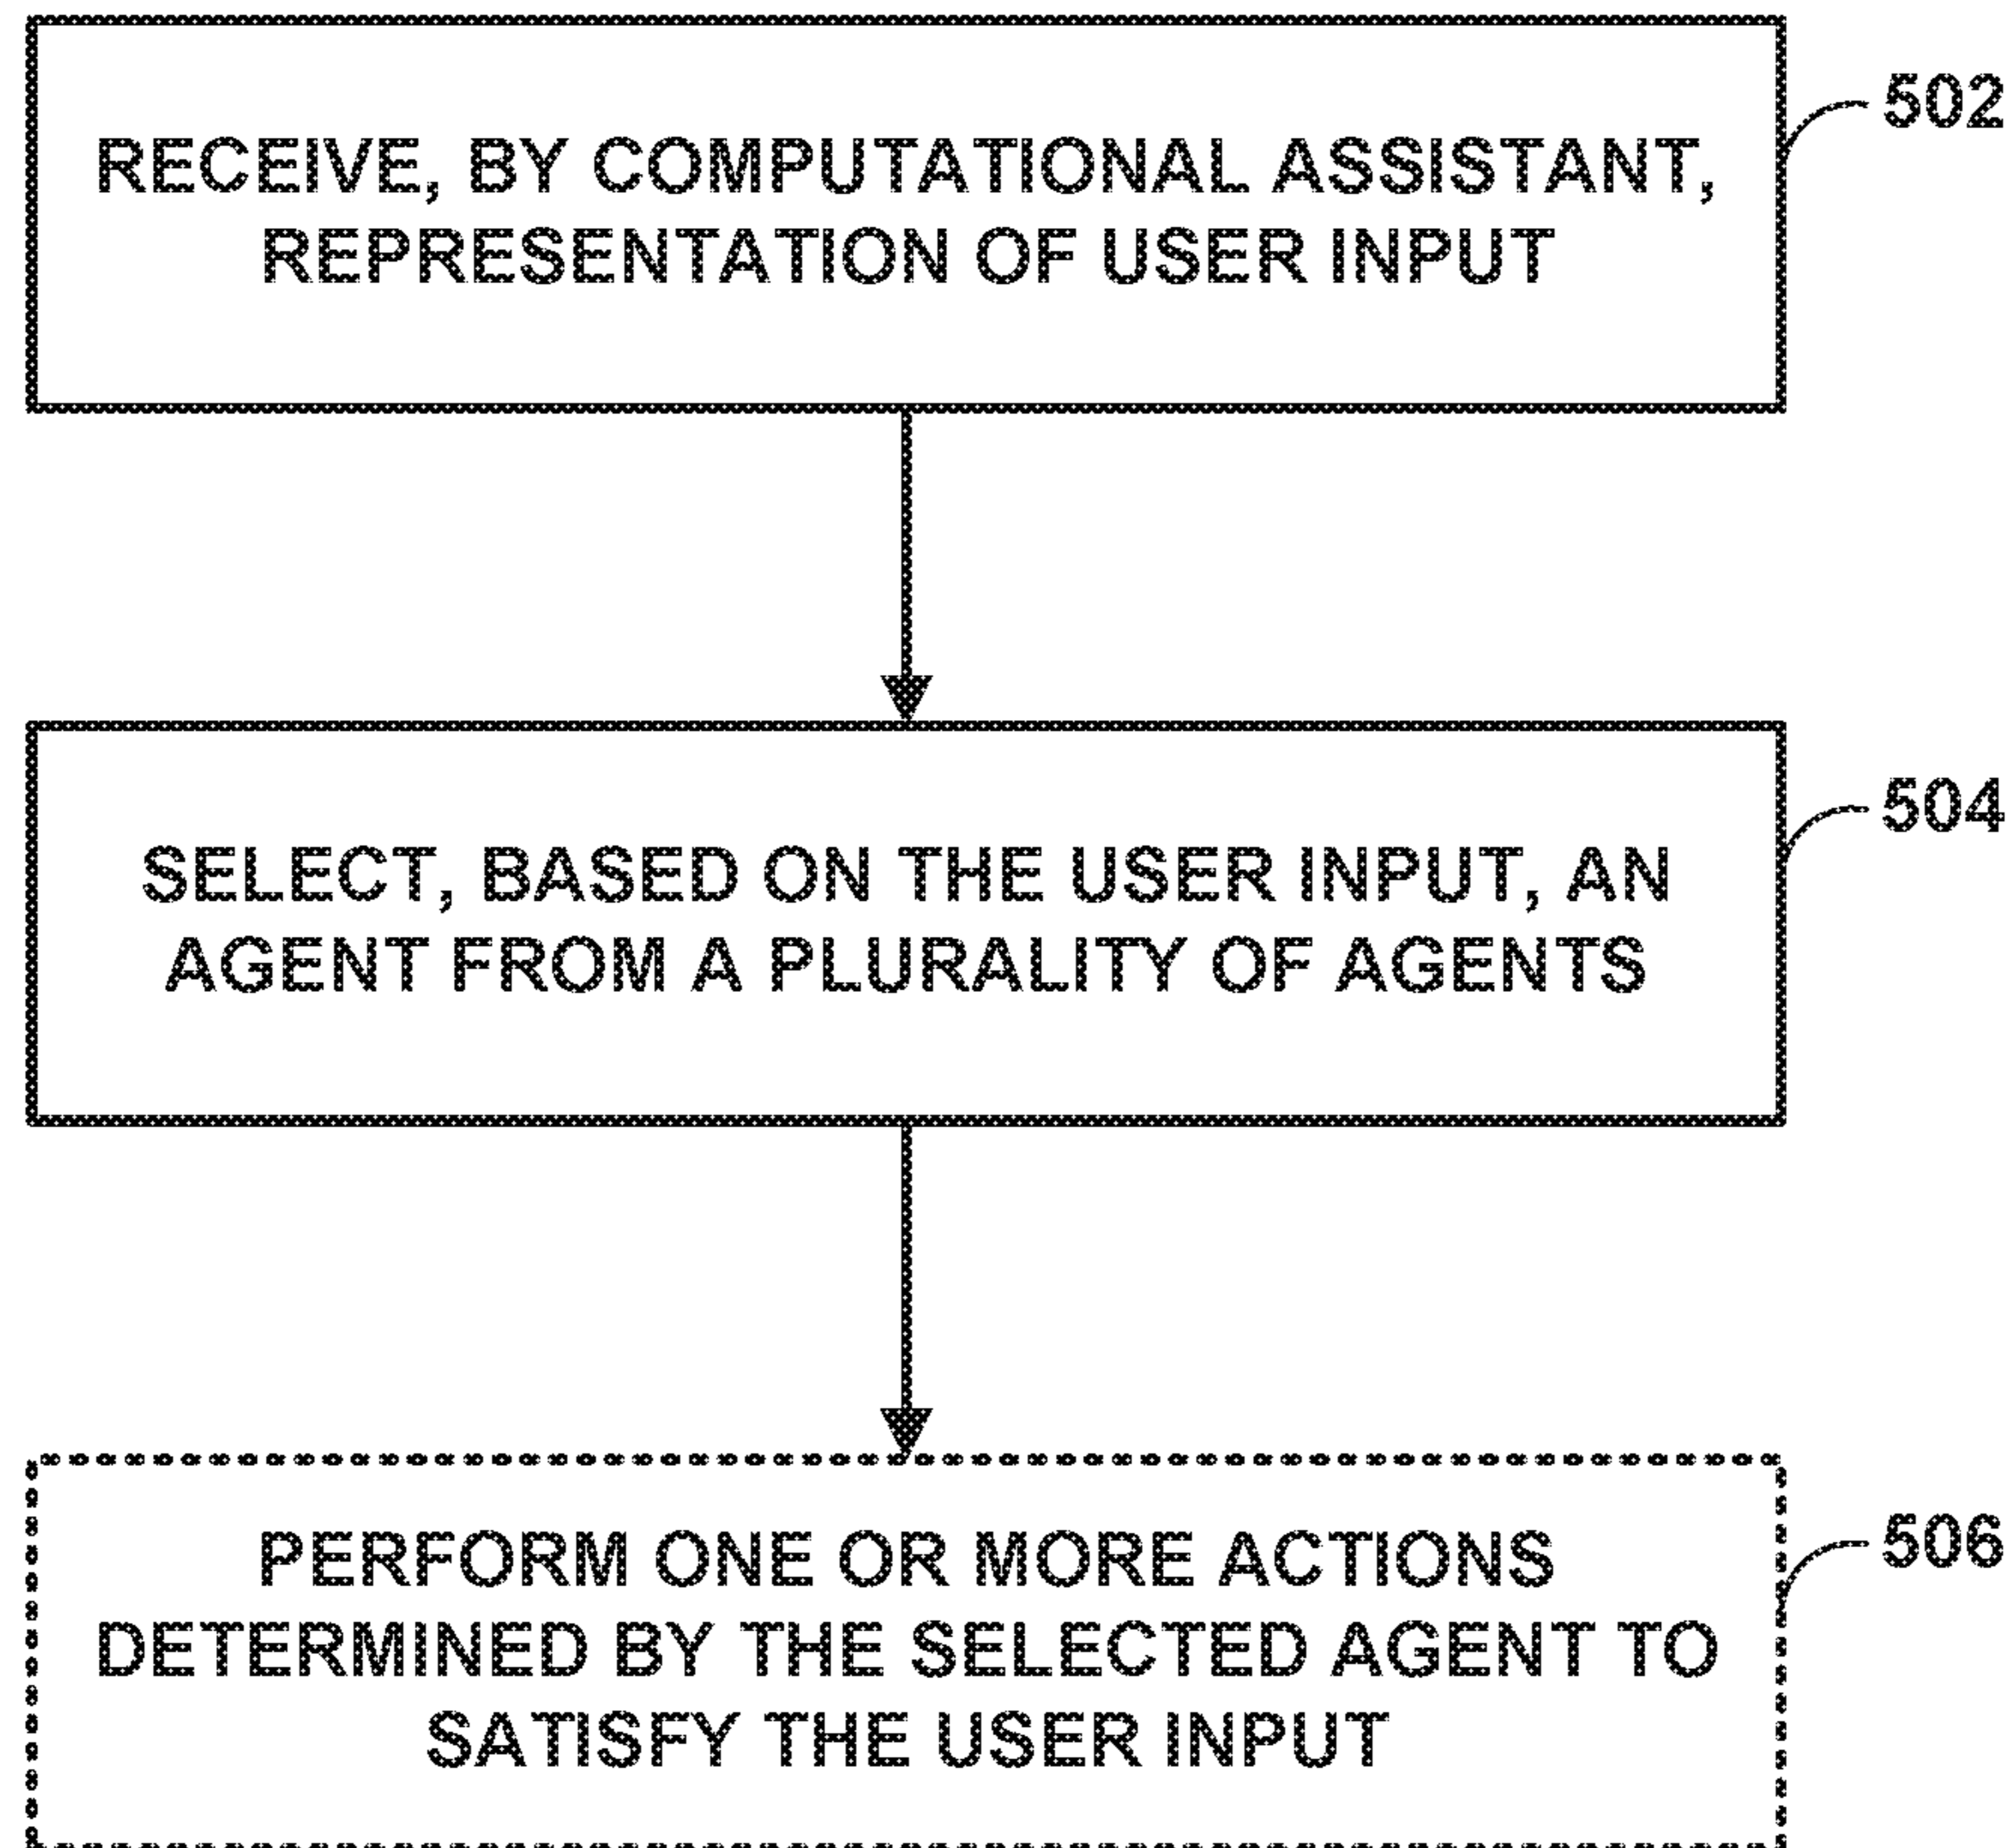 RECEIVE, BY COMPUTATIONAL ASSISTANT,
REPRESENTATION OF USER INPUT
502
SELECT, BASED ON THE USER INPUT, AN
AGENT FROM A PLURALITY OF AGENTS
504
PERFORM ONE OR MORE ACTIONS
DETERMINED BY THE SELECTED AGENT TO
SATISFY THE USER INPUT
506